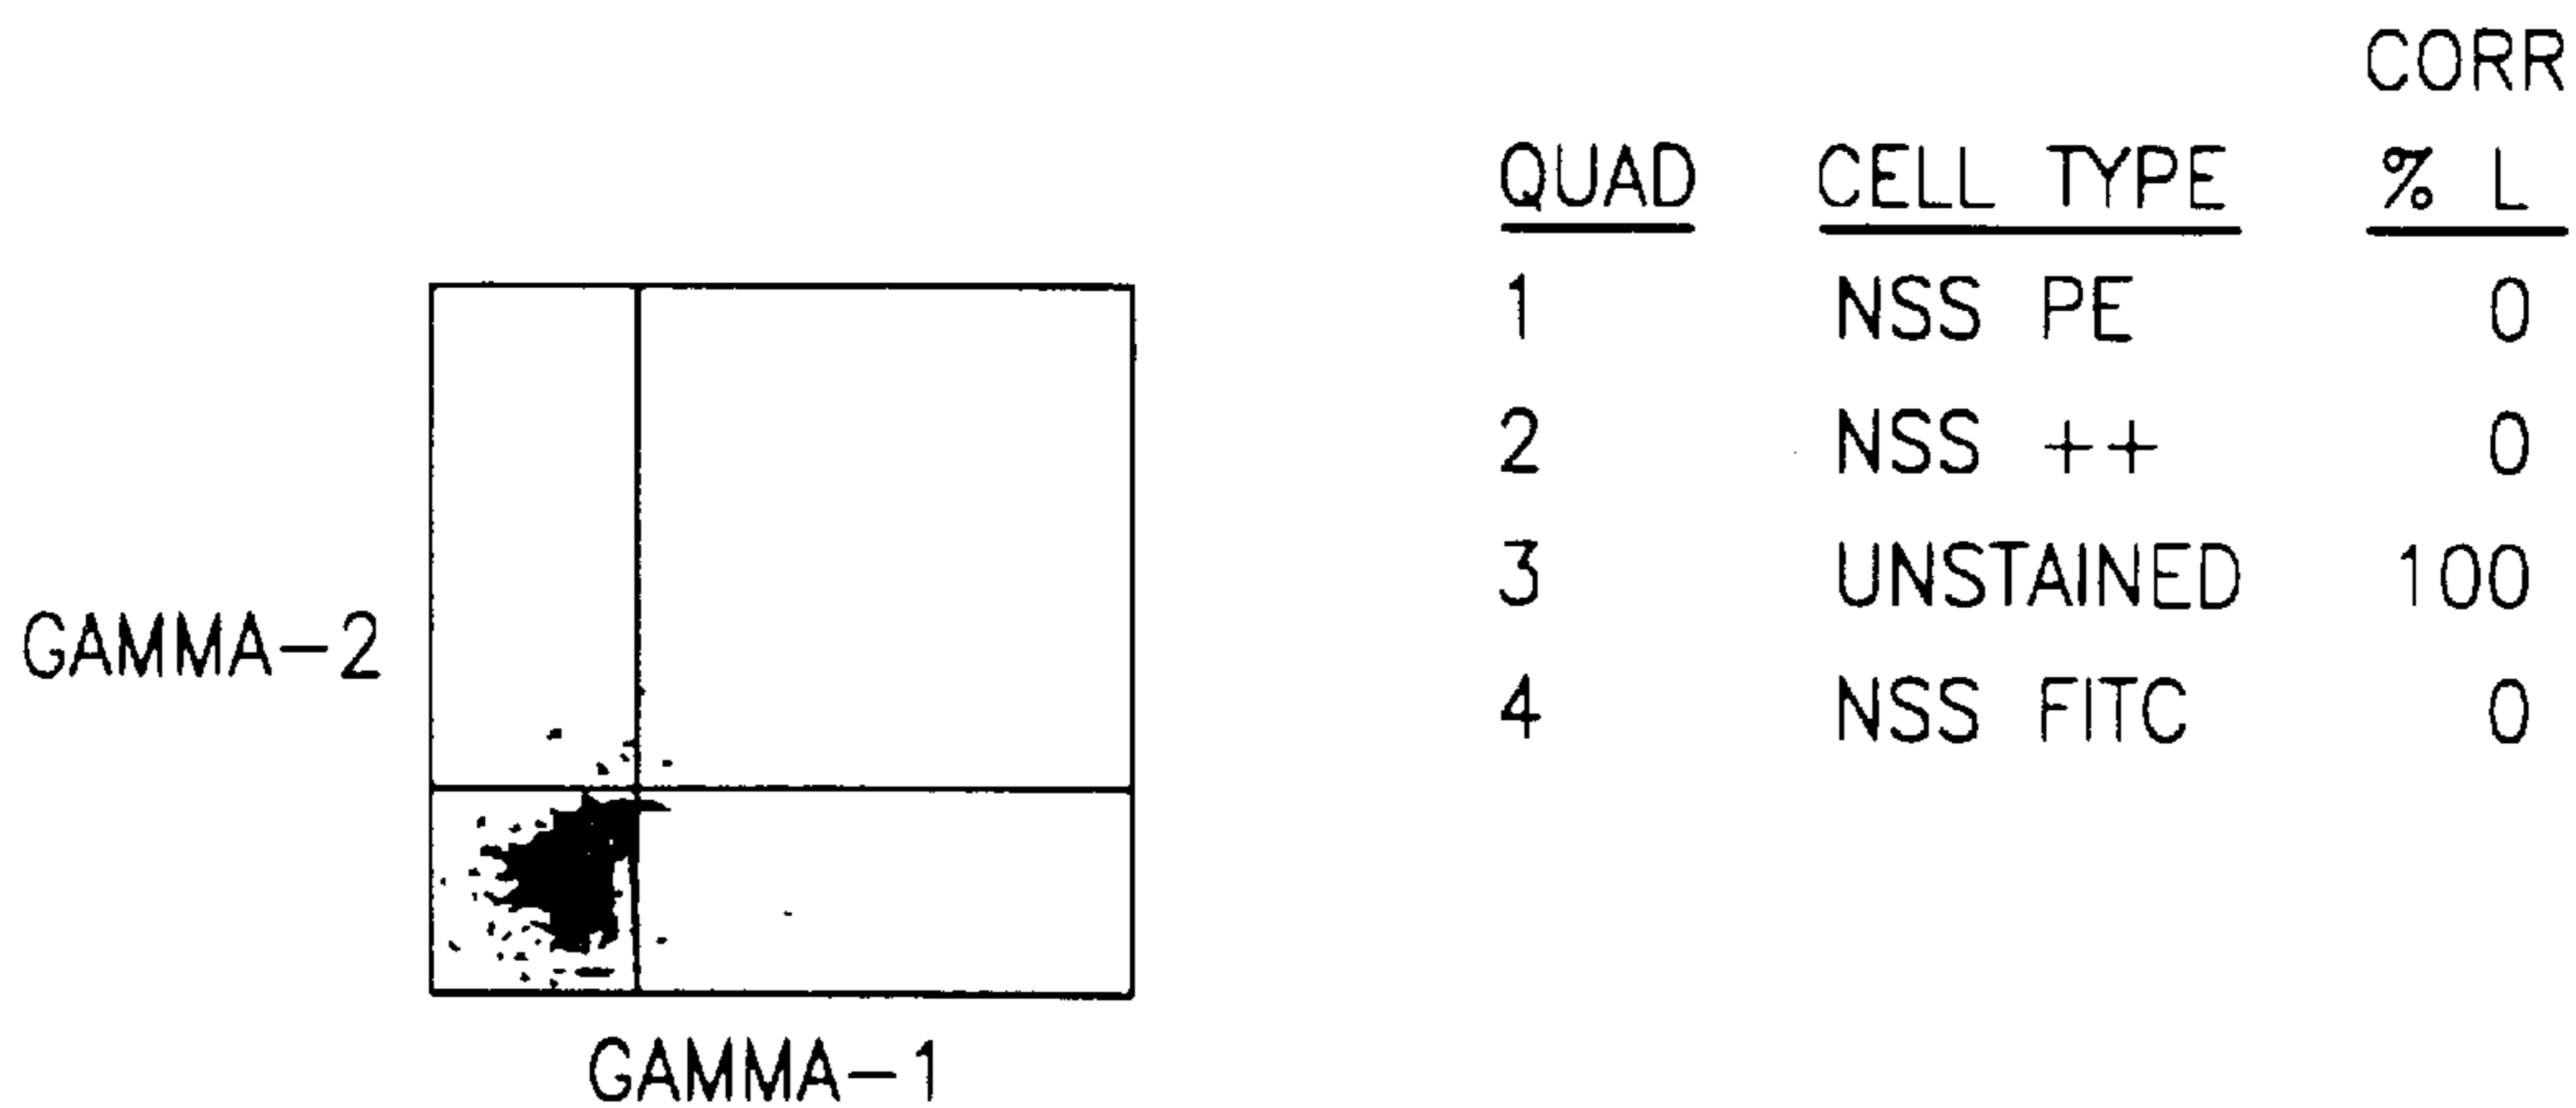 CORR
QUAD CELL TYPE % L
1 NSS PE 0
2 NSS ++ 0
3 UNSTAINED 100
4 NSS FITC 0
GAMMA-2
GAMMA-1